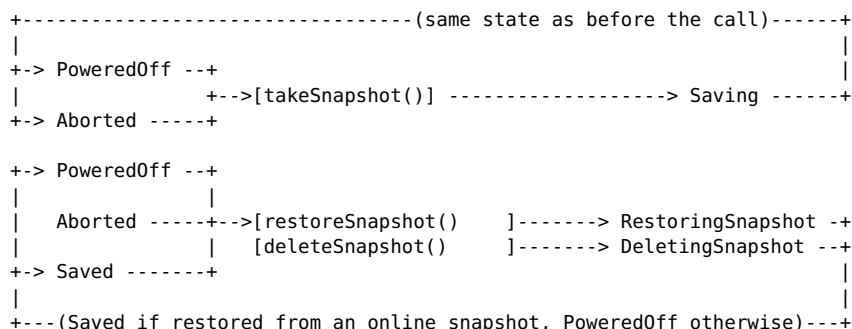 +----------------------------------(same state as before the call)------+
|                                                                       |
+-> PoweredOff --+                                                      |
|                +-->[takeSnapshot()] -------------------> Saving ------+
+-> Aborted -----+

+-> PoweredOff --+
|                |
|   Aborted -----+-->[restoreSnapshot()    ]-------> RestoringSnapshot -+
|                |   [deleteSnapshot()     ]-------> DeletingSnapshot --+
+-> Saved -------+                                                      |
|                                                                       |
+---(Saved if restored from an online snapshot, PoweredOff otherwise)---+